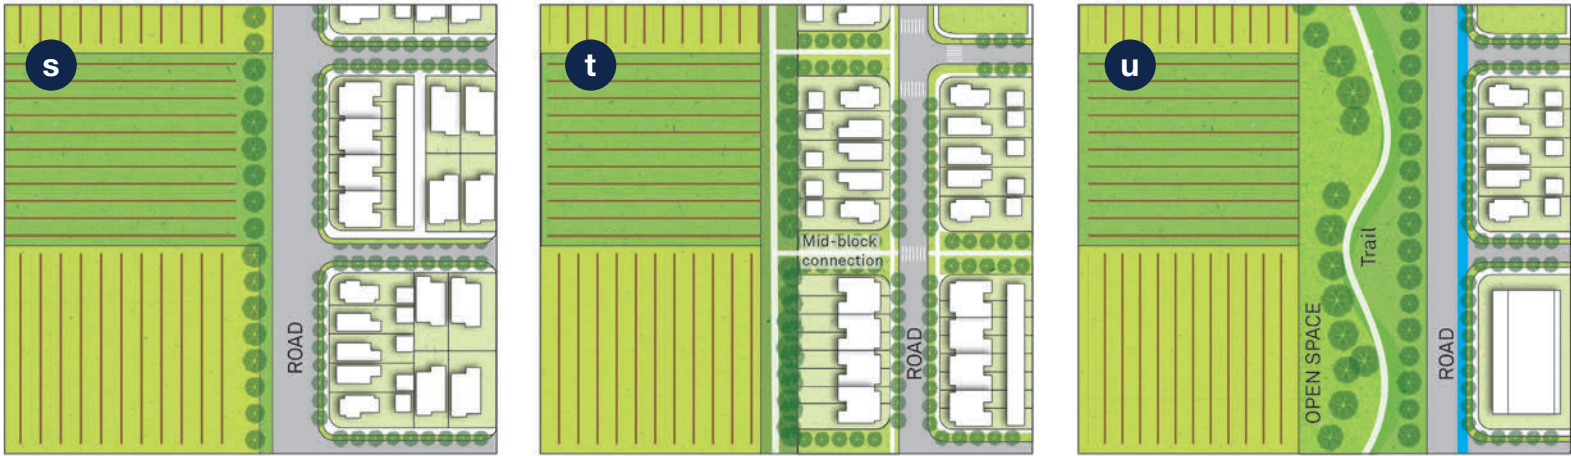 s
ROAD
t
Mid-block
connection
ROAD
u
Trail
OPEN SPACE
ROAD